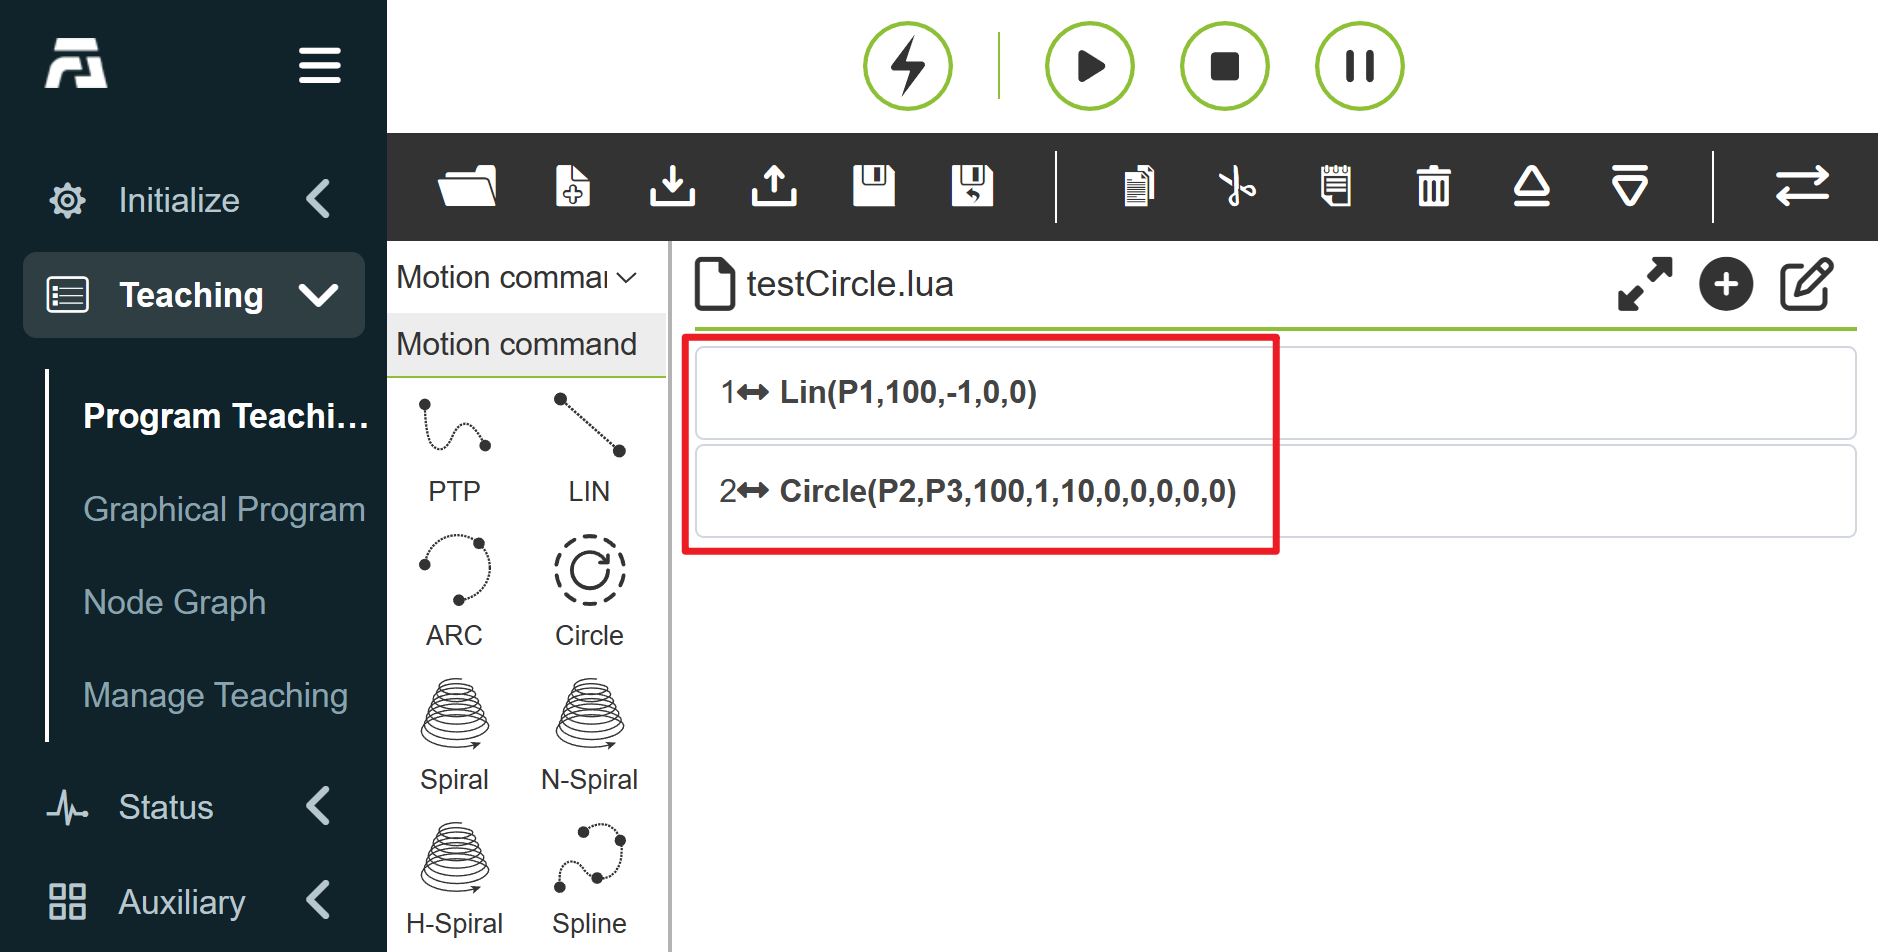 Initialize
Teaching
Program Teachi...
Graphical Program
Node Graph
Manage Teaching
Status
Auxiliary
Motion comma
Motion command
PTP
LIN
ARC
Circle
Spiral
N-Spiral
H-Spiral
Spline
testCircle.lua
1 Lin(P1,100,-1,0,0)
2 Circle(P2,P3,100,1,10,0,0,0,0,0)